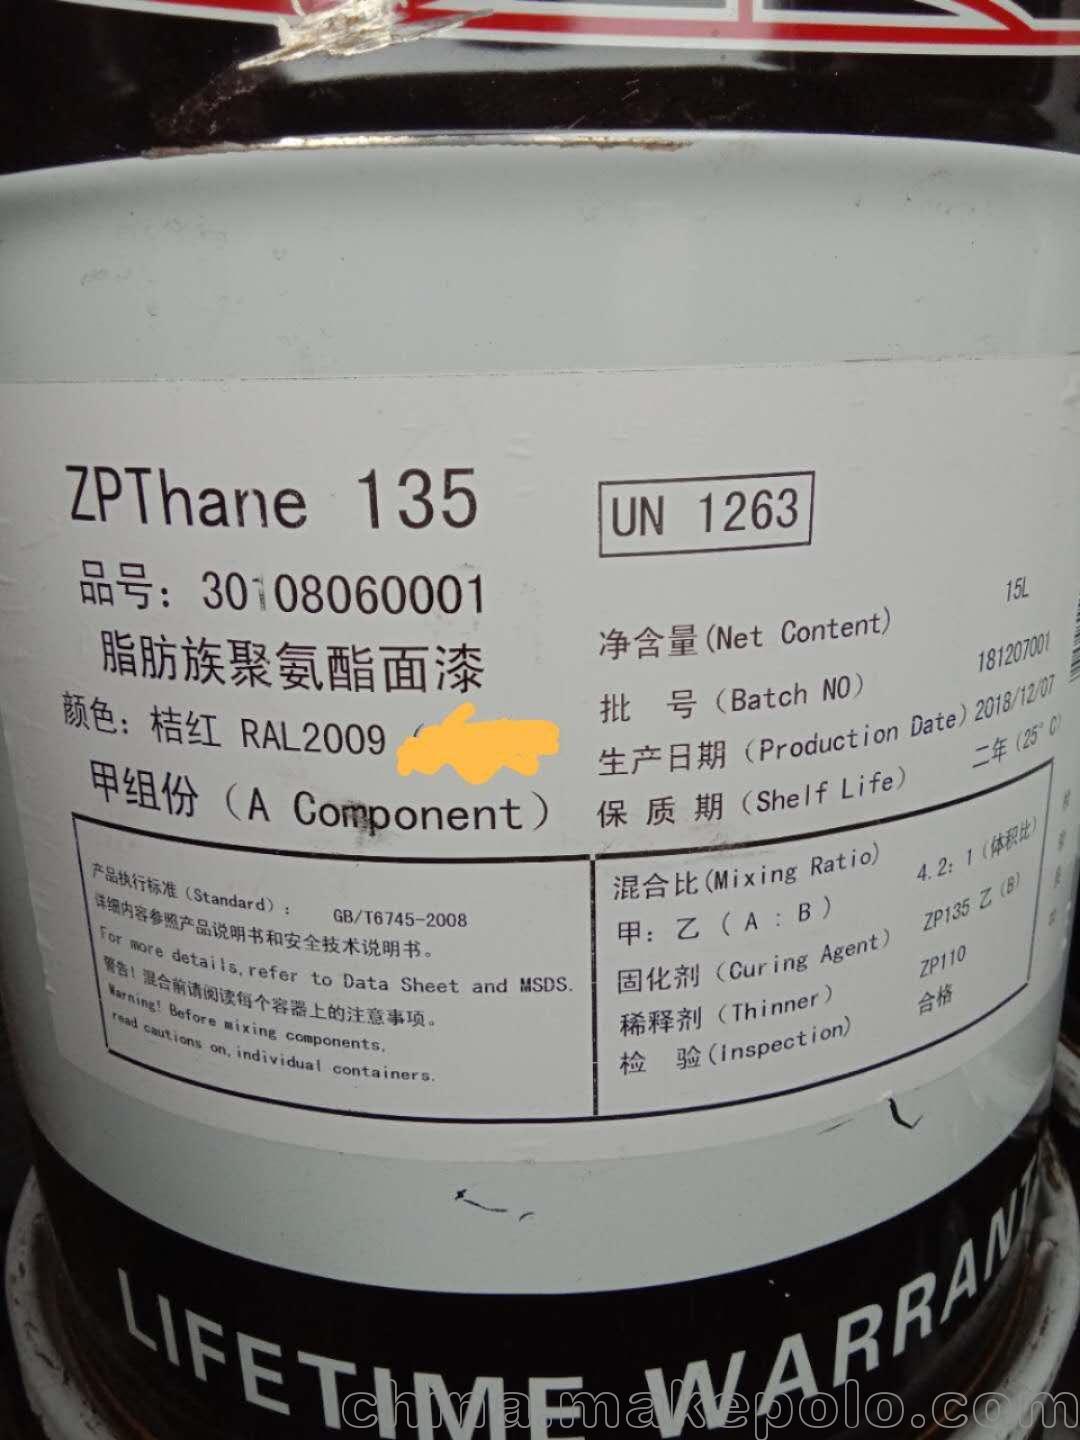 ZPThane 135
品号：30108060001
脂肪族聚氨酯面漆
颜色：桔红 RAL2009
甲组份（A Component）
UN 1263
净含量(Net Content) 15L
批 号（Batch NO） 181207001
生产日期（Production Date）2018/12/07
保 质 期（Shelf Life） 二年（25°C）
产品执行标准（Standard）： GB/T6745-2008
详细内容参照产品说明书和安全技术说明书。
For more details,refer to Data Sheet and MSDS.
警告！混合前请阅读每个容器上的注意事项。
Warning! Before mixing components,
read cautions on,individual containers.
混合比(Mixing Ratio)
甲：乙（A：B） 4.2：1（体积比）
固化剂（Curing Agent） ZP135 乙（B）
稀释剂（Thinner） ZP110
检 验(Inspection) 合格
LIFETIME WARRANT
china.makepolo.com